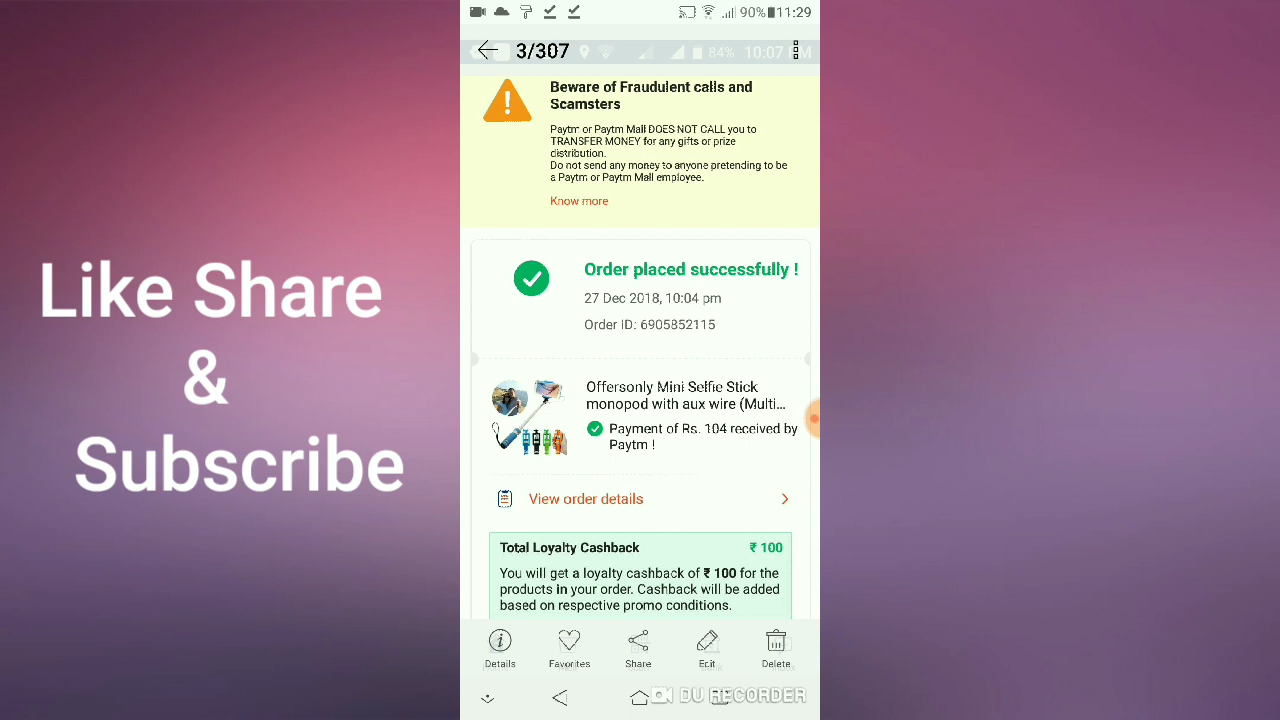 Like Share
&
Subscribe
90% 11:29
3/307
84% 10:07 M
Beware of Fraudulent calls and
Scamsters
Paytm or Paytm Mall DOES NOT CALL you to
TRANSFER MONEY for any gifts or prize
distribution.
Do not send any money to anyone pretending to be
a Paytm or Paytm Mall employee.
Know more
Order placed successfully !
27 Dec 2018, 10:04 pm
Order ID: 6905852115
Offersonly Mini Selfie Stick
monopod with aux wire (Multi...
Payment of Rs. 104 received by
Paytm !
View order details
Total Loyalty Cashback ₹ 100
You will get a loyalty cashback of ₹ 100 for the
products in your order. Cashback will be added
based on respective promo conditions.
Details Favorites Share Edit Delete
DU RECORDER